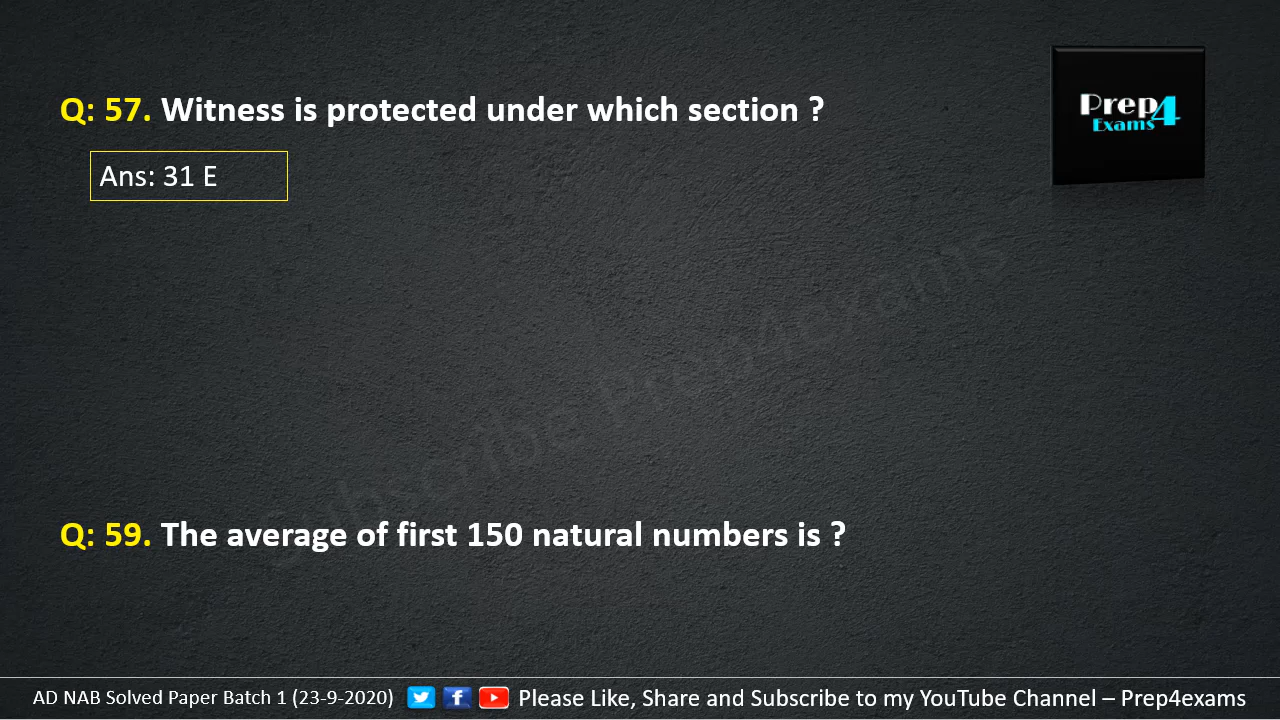 Q: 57. Witness is protected under which section ?
Prep4
Exams
Ans: 31 E
Subscribe Prep4exams
Q: 59. The average of first 150 natural numbers is ?
AD NAB Solved Paper Batch 1 (23-9-2020) Please Like, Share and Subscribe to my YouTube Channel – Prep4exams